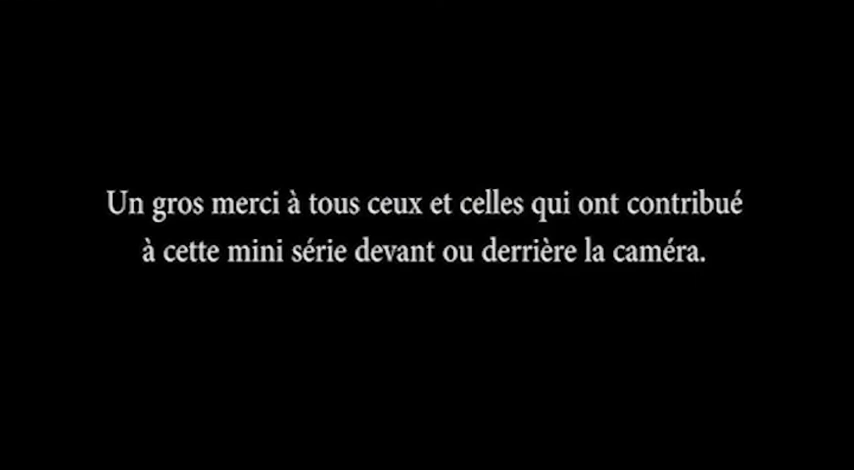 Un gros merci à tous ceux et celles qui ont contribué
à cette mini série devant ou derrière la caméra.